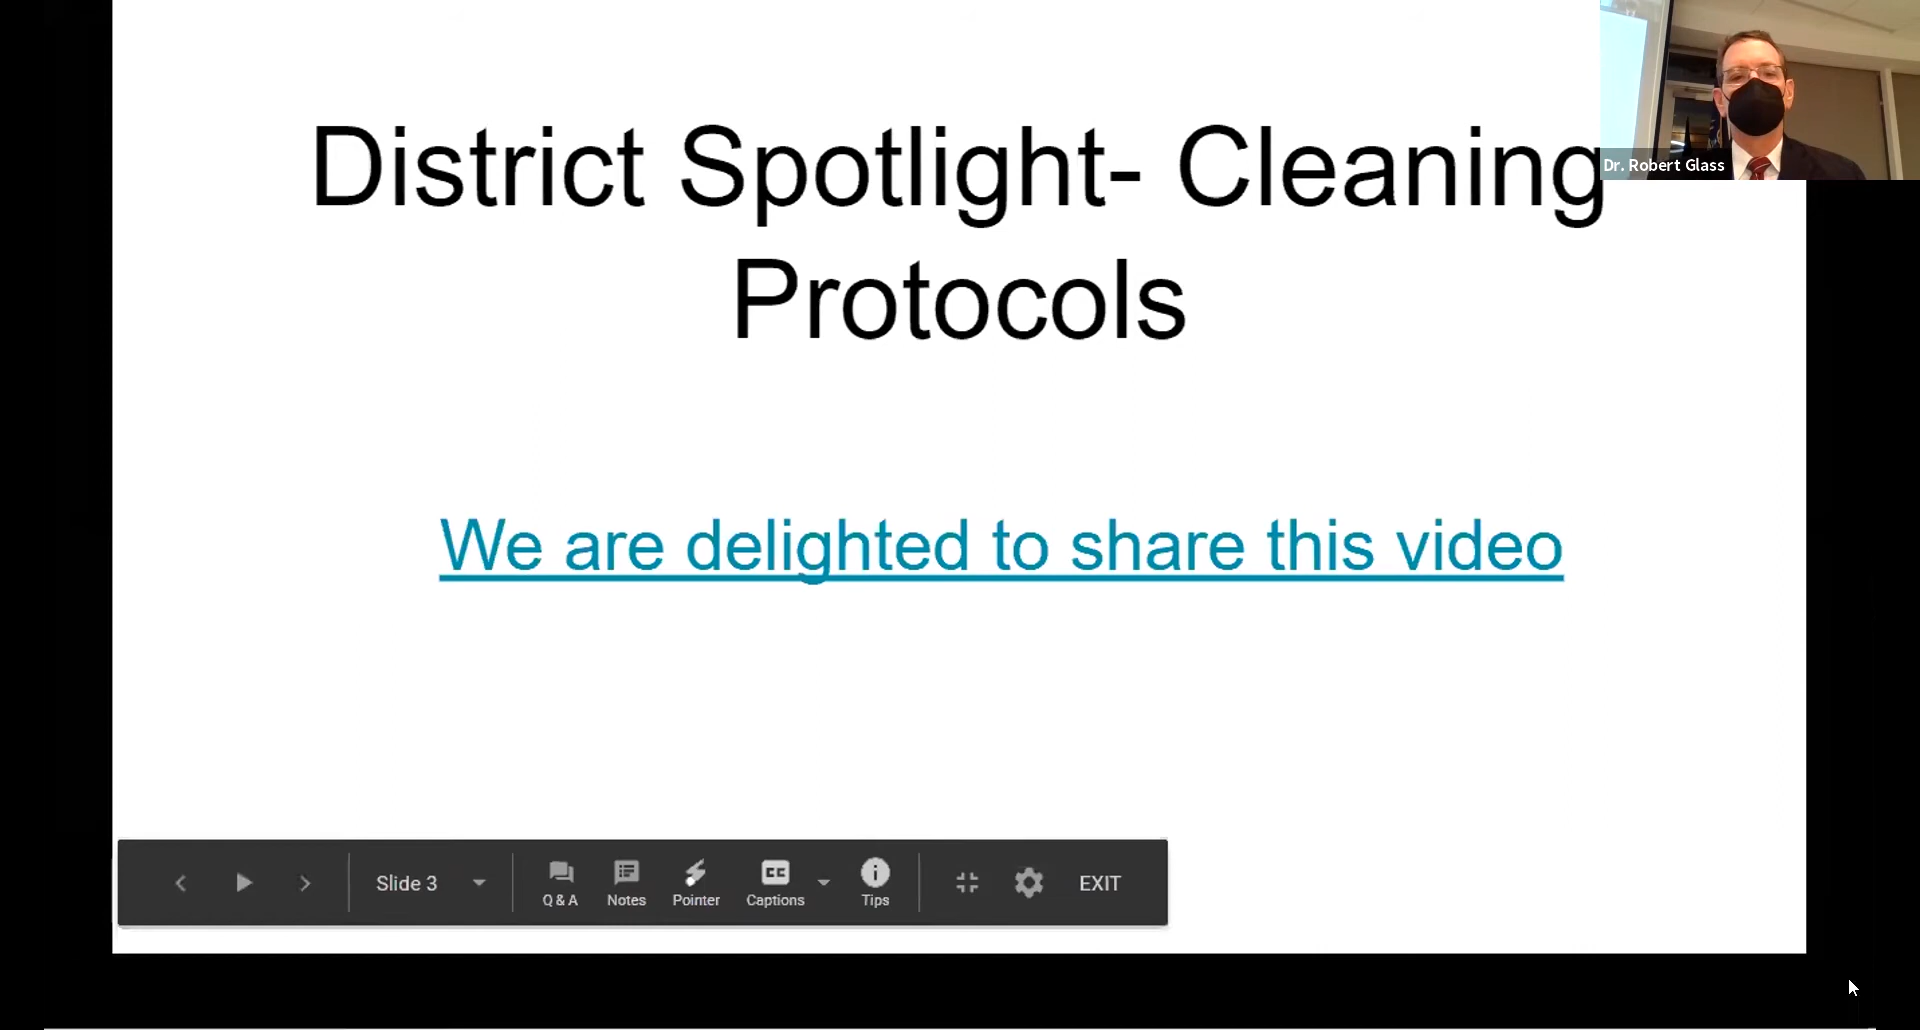 District Spotlight- Cleaning
Protocols
Dr. Robert Glass
We are delighted to share this video
Slide 3
Q & A
Notes
Pointer
CC
Captions
Tips
EXIT